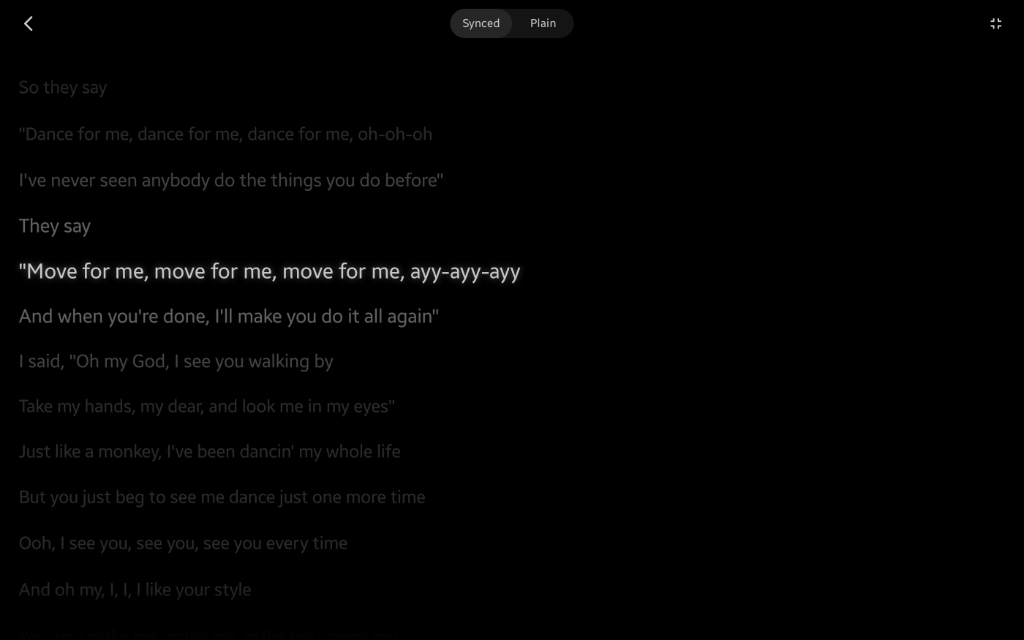 Synced Plain
So they say
"Dance for me, dance for me, dance for me, oh-oh-oh
I've never seen anybody do the things you do before"
They say
"Move for me, move for me, move for me, ayy-ayy-ayy
And when you're done, I'll make you do it all again"
I said, "Oh my God, I see you walking by
Take my hands, my dear, and look me in my eyes"
Just like a monkey, I've been dancin' my whole life
But you just beg to see me dance just one more time
Ooh, I see you, see you, see you every time
And oh my, I, I, I like your style